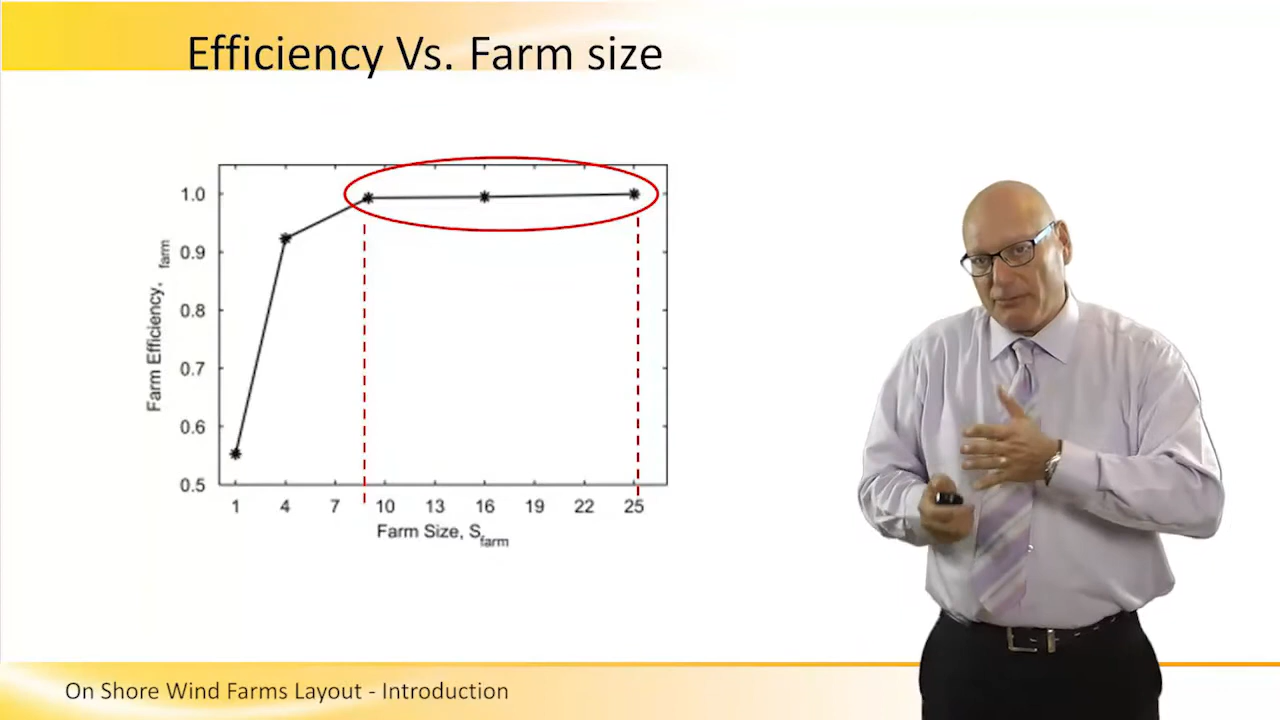 Efficiency Vs. Farm size
1.0
0.9
0.8
0.7
0.6
0.5
Farm Efficiency, farm
1 4 7 10 13 16 19 22 25
Farm Size, Sfarm
On Shore Wind Farms Layout - Introduction